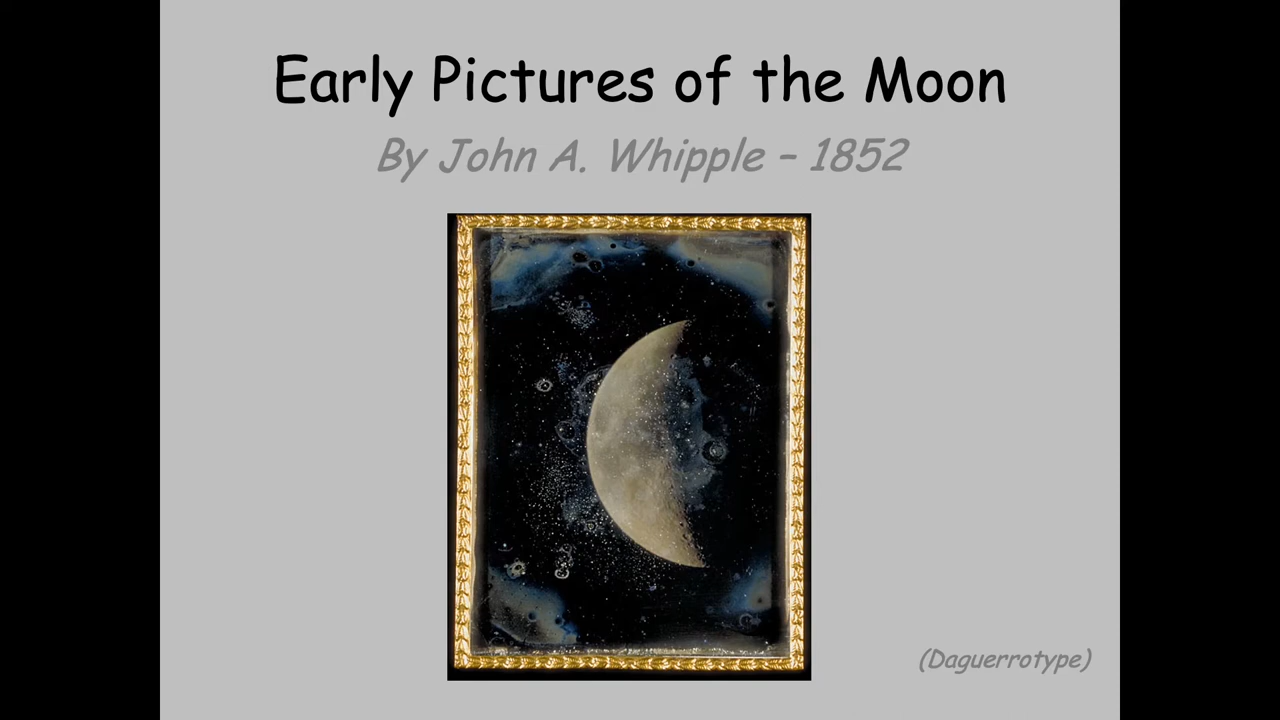 Early Pictures of the Moon
By John A. Whipple – 1852
(Daguerrotype)